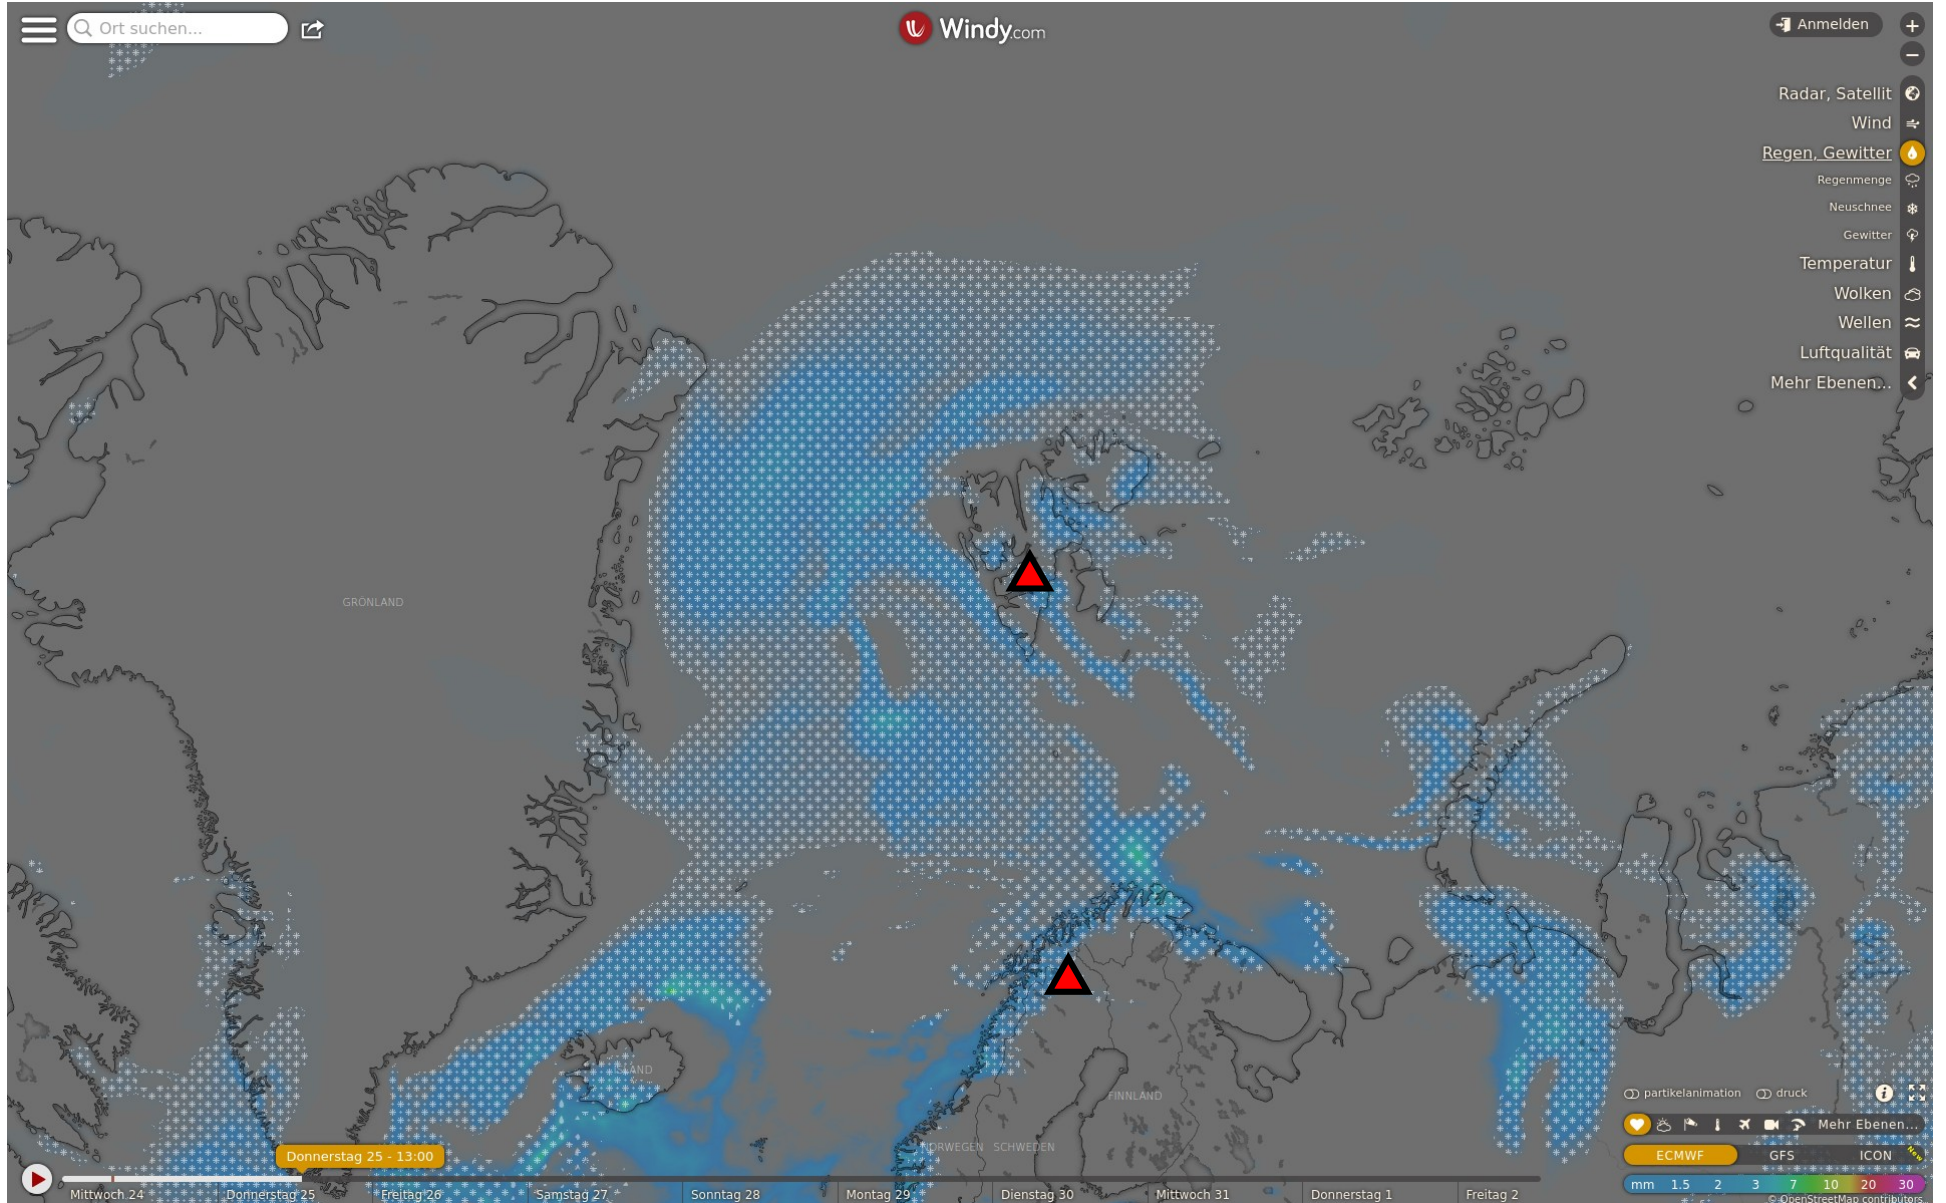 Ort suchen...
Windy.com
Anmelden
Radar, Satellit
Wind
Regen, Gewitter
Regenmenge
Neuschnee
Gewitter
Temperatur
Wolken
Wellen
Luftqualität
Mehr Ebenen...
GRÖNLAND
FINNLAND
NORWEGEN
SCHWEDEN
partikelanimation
druck
Mehr Ebenen...
ECMWF GFS ICON New
mm 1.5 2 3 7 10 20 30
© OpenStreetMap contributors
Donnerstag 25 - 13:00
Mittwoch 24 Donnerstag 25 Freitag 26 Samstag 27 Sonntag 28 Montag 29 Dienstag 30 Mittwoch 31 Donnerstag 1 Freitag 2